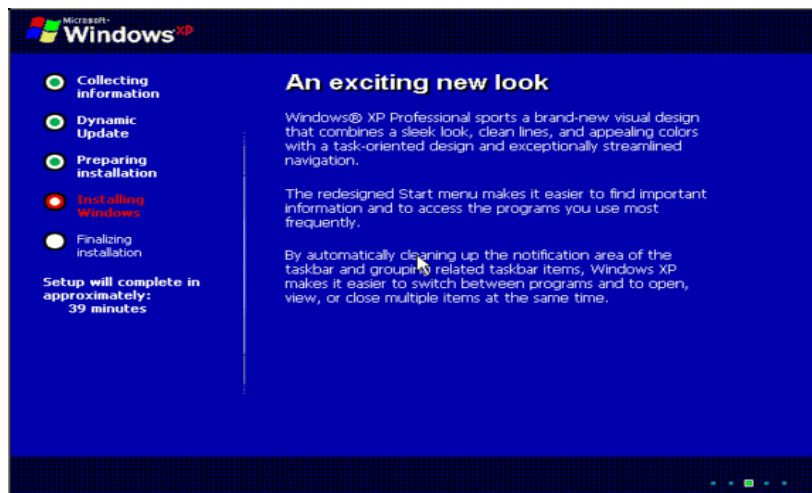 Microsoft®
Windows XP
Collecting
information
Dynamic
Update
Preparing
installation
Installing
Windows
Finalizing
installation
Setup will complete in
approximately:
39 minutes
An exciting new look
Windows® XP Professional sports a brand-new visual design
that combines a sleek look, clean lines, and appealing colors
with a task-oriented design and exceptionally streamlined
navigation.
The redesigned Start menu makes it easier to find important
information and to access the programs you use most
frequently.
By automatically cleaning up the notification area of the
taskbar and grouping related taskbar items, Windows XP
makes it easier to switch between programs and to open,
view, or close multiple items at the same time.